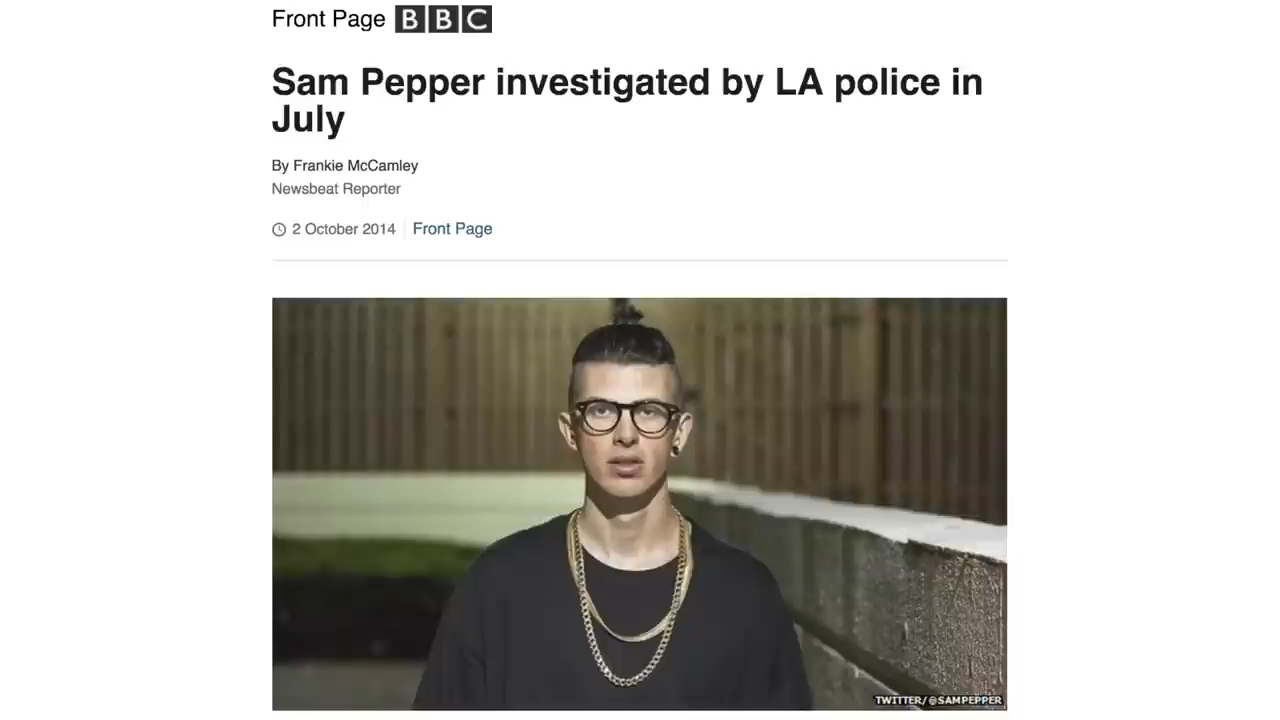 Front Page BBC
Sam Pepper investigated by LA police in
July
By Frankie McCamley
Newsbeat Reporter
2 October 2014 Front Page
TWITTER/@SAMPEPPER